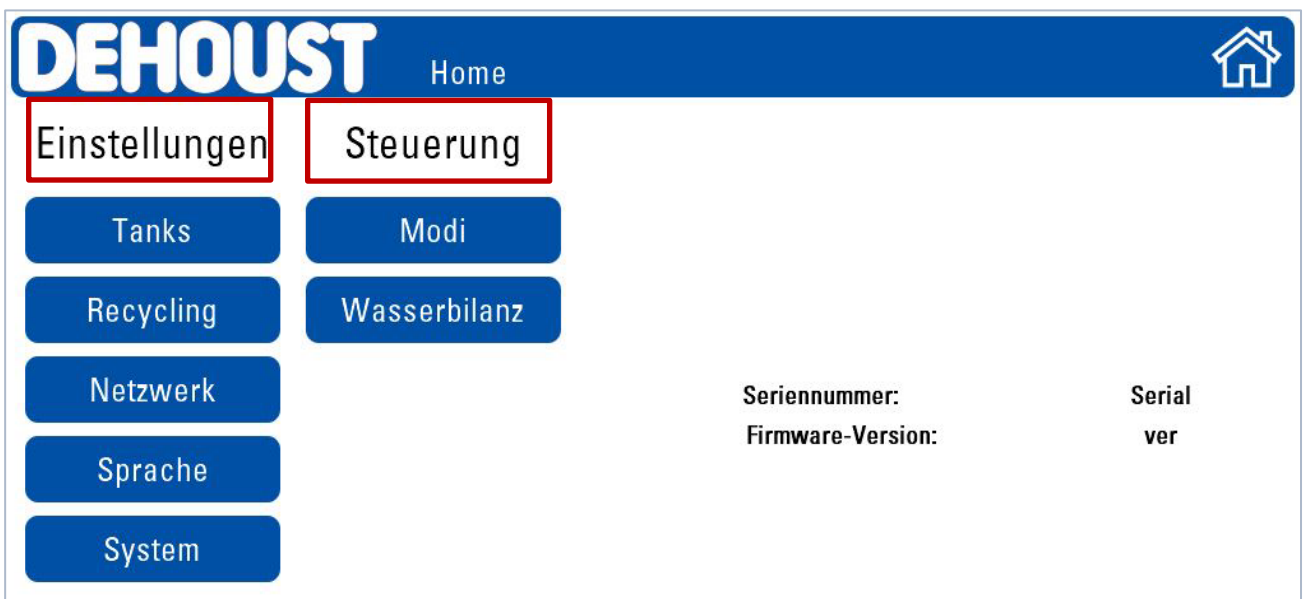 DEHOUST Home
Einstellungen Steuerung
Tanks Modi
Recycling Wasserbilanz
Netzwerk
Seriennummer: Serial
Firmware-Version: ver
Sprache
System